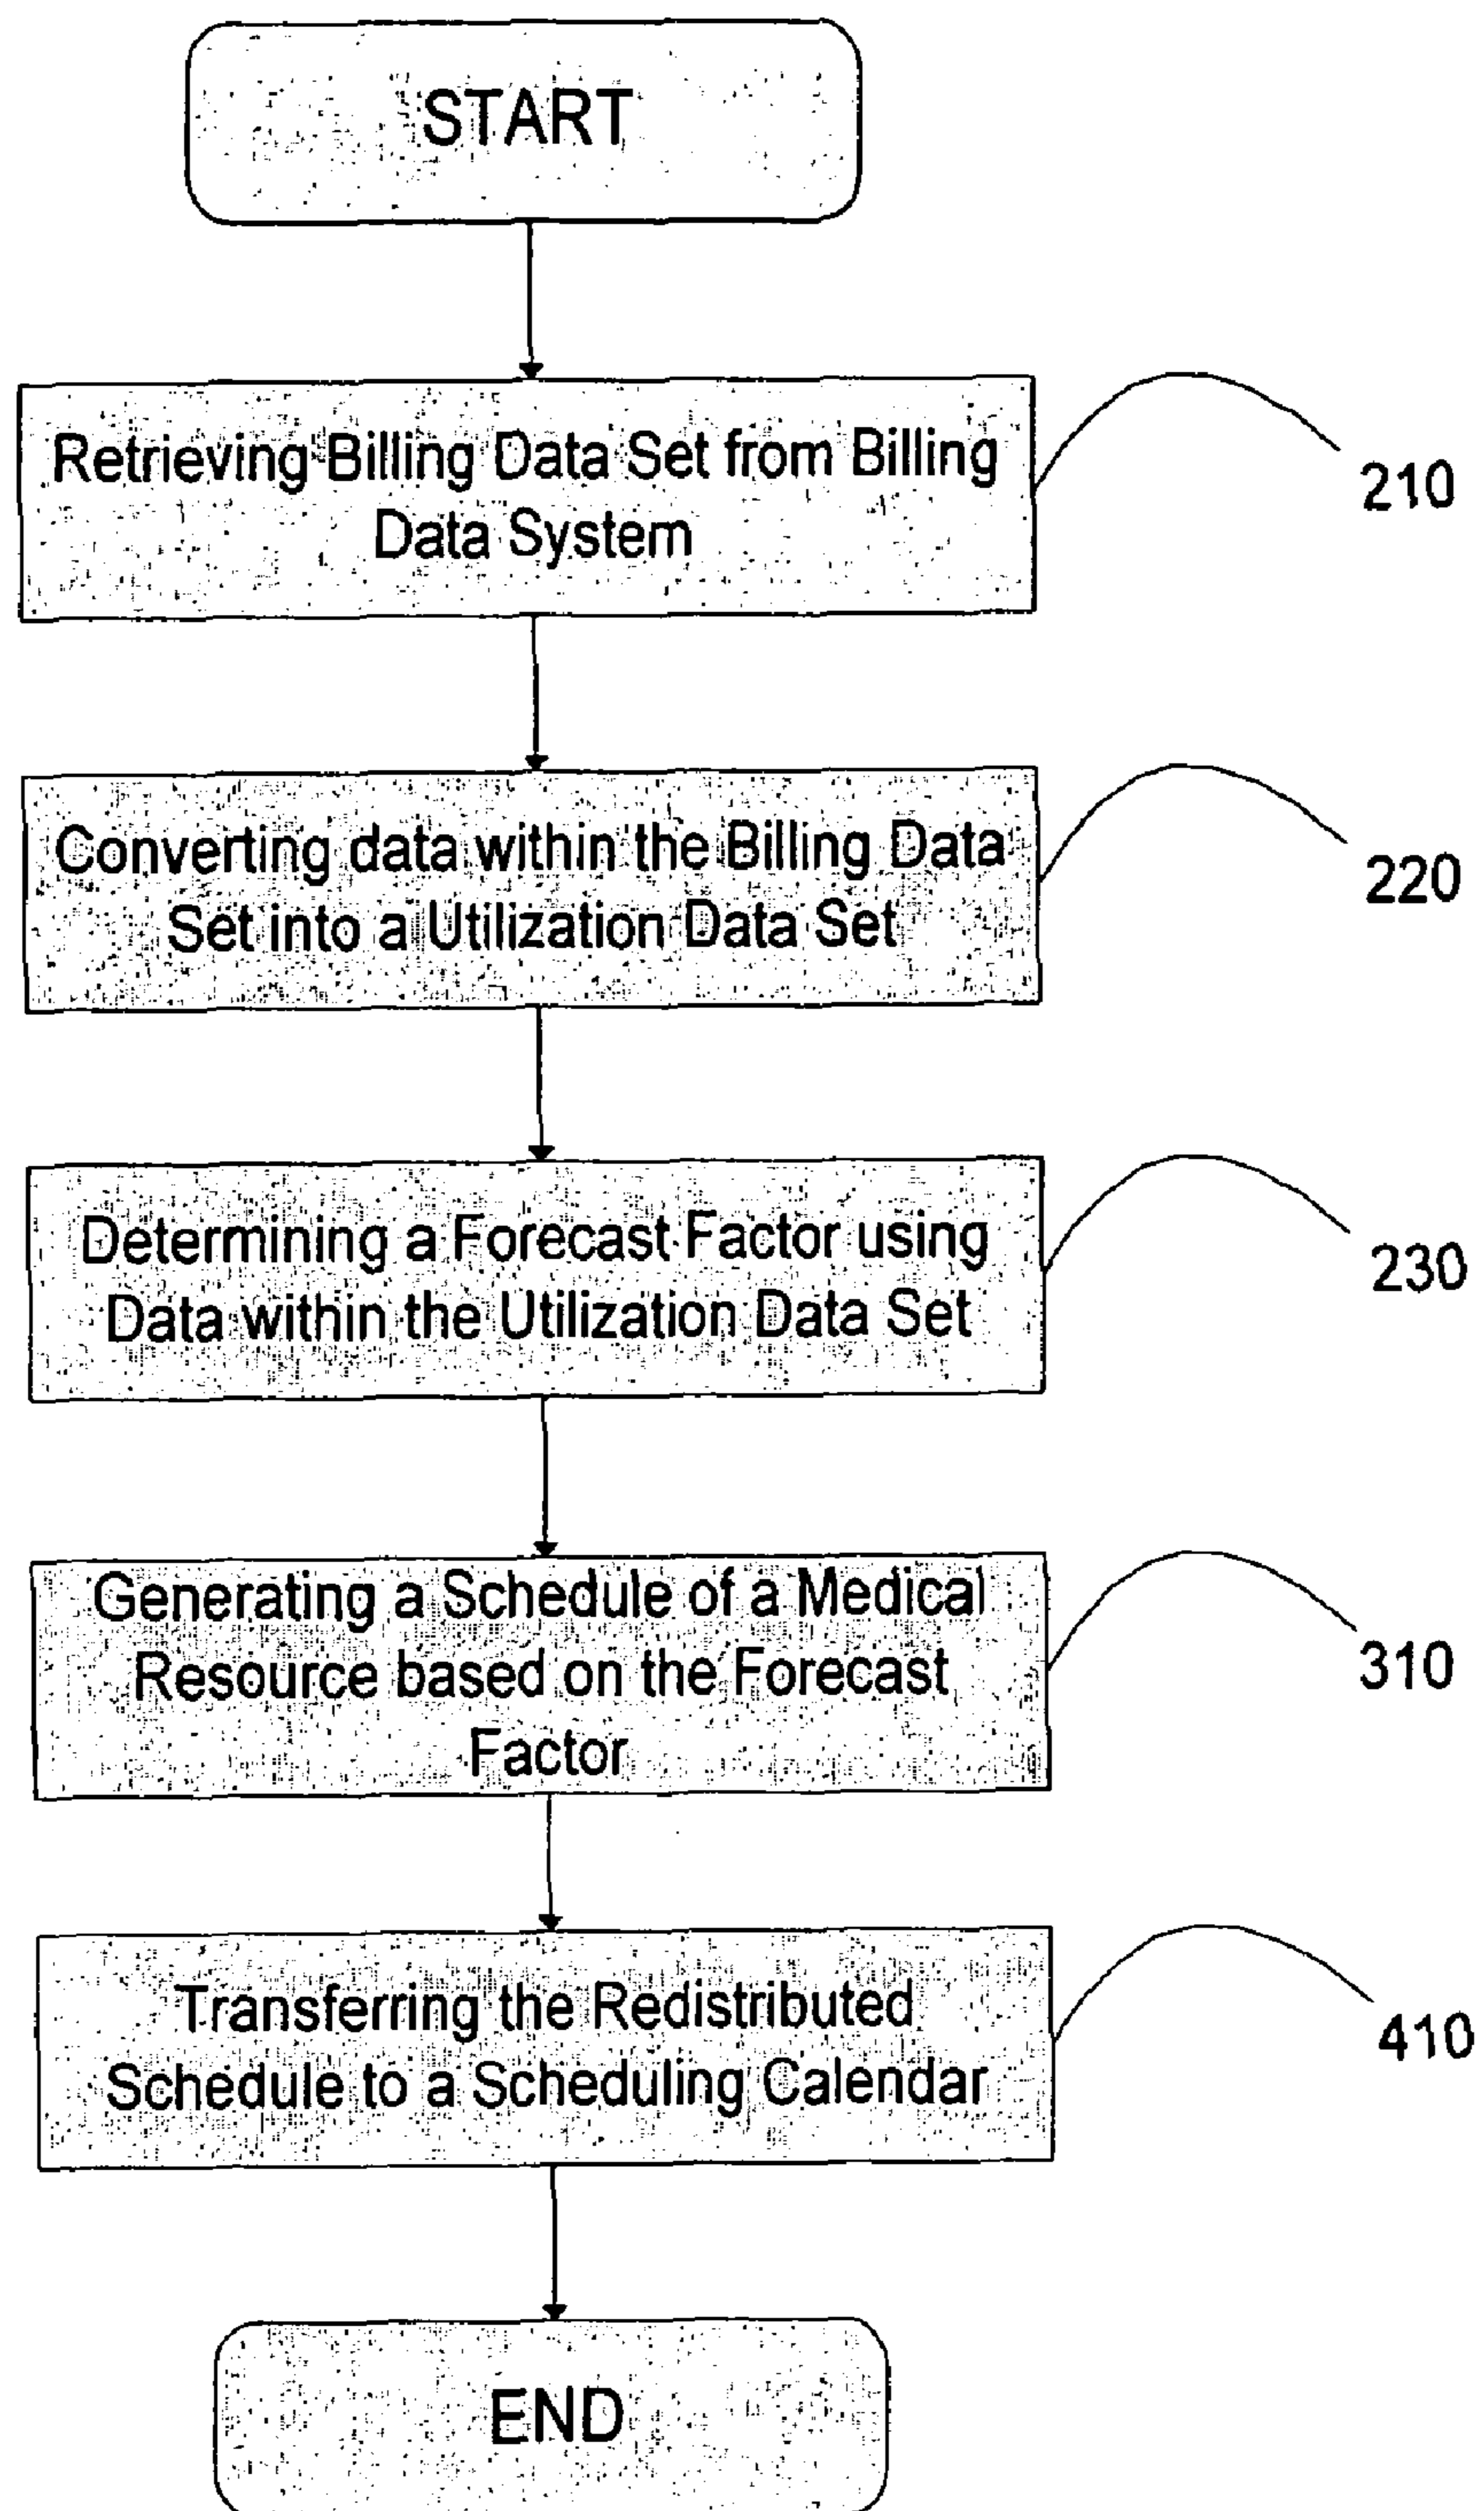 START
Retrieving Billing Data Set from Billing
Data System
210
Converting data within the Billing Data
Set into a Utilization Data Set
220
Determining a Forecast Factor using
Data within the Utilization Data Set
230
Generating a Schedule of a Medical
Resource based on the Forecast
Factor
310
Transferring the Redistributed
Schedule to a Scheduling Calendar
410
END